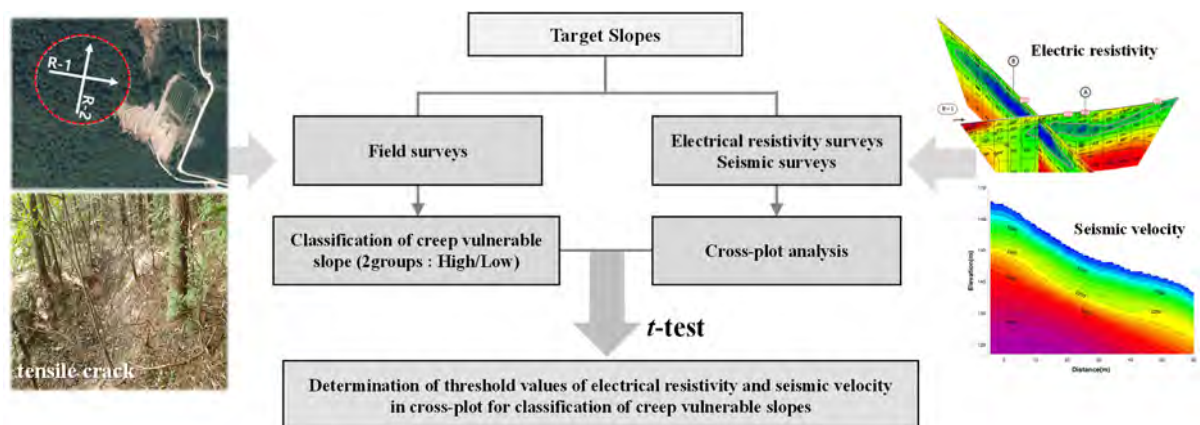 Target Slopes
R-1
R-2
Electric resistivity
B
A
Field surveys
Electrical resistivity surveys
Seismic surveys
Classification of creep vulnerable
slope (2groups : High/Low)
Cross-plot analysis
Seismic velocity
Elevation(m)
Distance(m)
t-test
tensile crack
Determination of threshold values of electrical resistivity and seismic velocity
in cross-plot for classification of creep vulnerable slopes